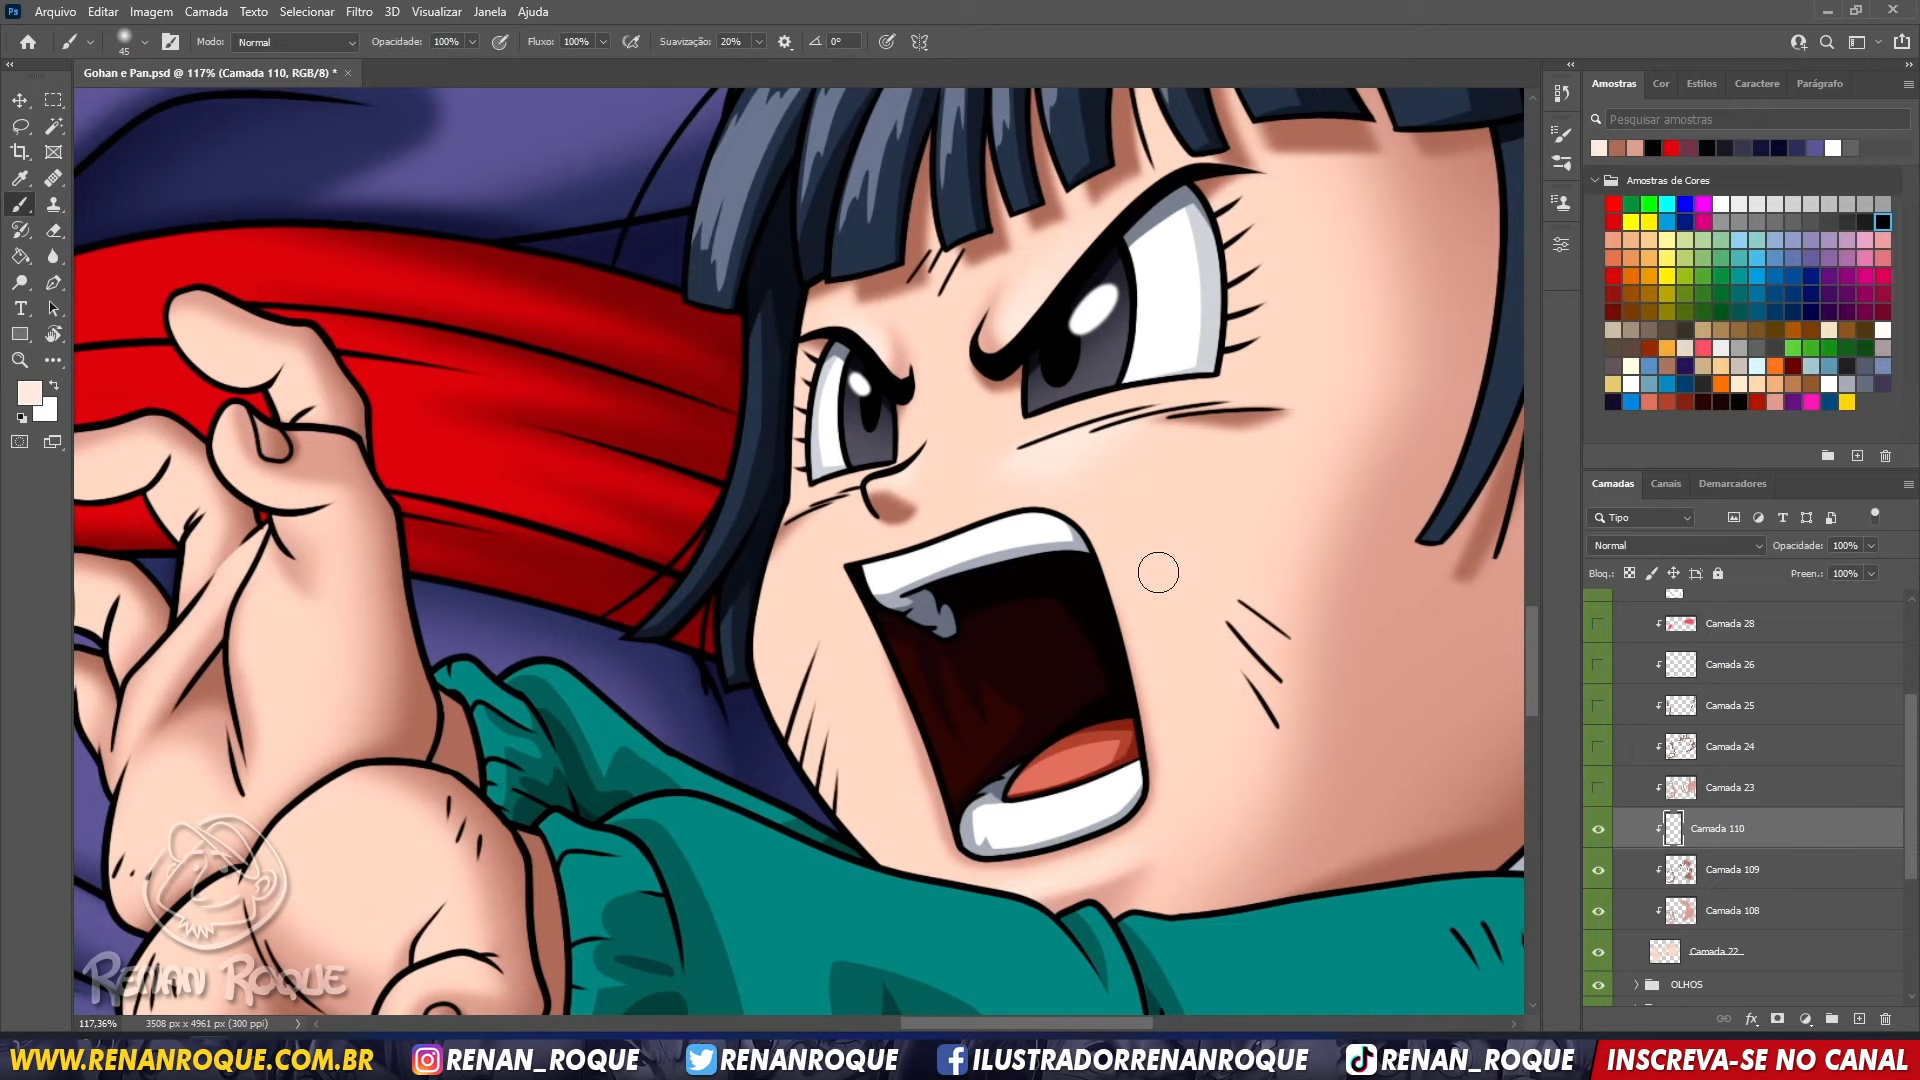 Ps Arquivo Editar Imagem Camada Texto Selecionar Filtro 3D Visualizar Janela Ajuda
45 Modo: Normal Opacidade: 100% Fluxo: 100% Suavização: 20% 0°
Gohan e Pan.psd @ 117% (Camada 110, RGB/8) * ×
Amostras Cor Estilos Caractere Parágrafo
Pesquisar amostras
Amostras de Cores
Camadas Canais Demarcadores
Tipo
Normal Opacidade: 100%
Bloq.: Preen.: 100%
Camada 28
Camada 26
Camada 25
Camada 24
Camada 23
Camada 110
Camada 109
Camada 108
Camada 22
OLHOS
RENAN ROQUE
117,36% 3508 px x 4961 px (300 ppi)
WWW.RENANROQUE.COM.BR RENAN_ROQUE RENANROQUE ILUSTRADORRENANROQUE RENAN_ROQUE INSCREVA-SE NO CANAL